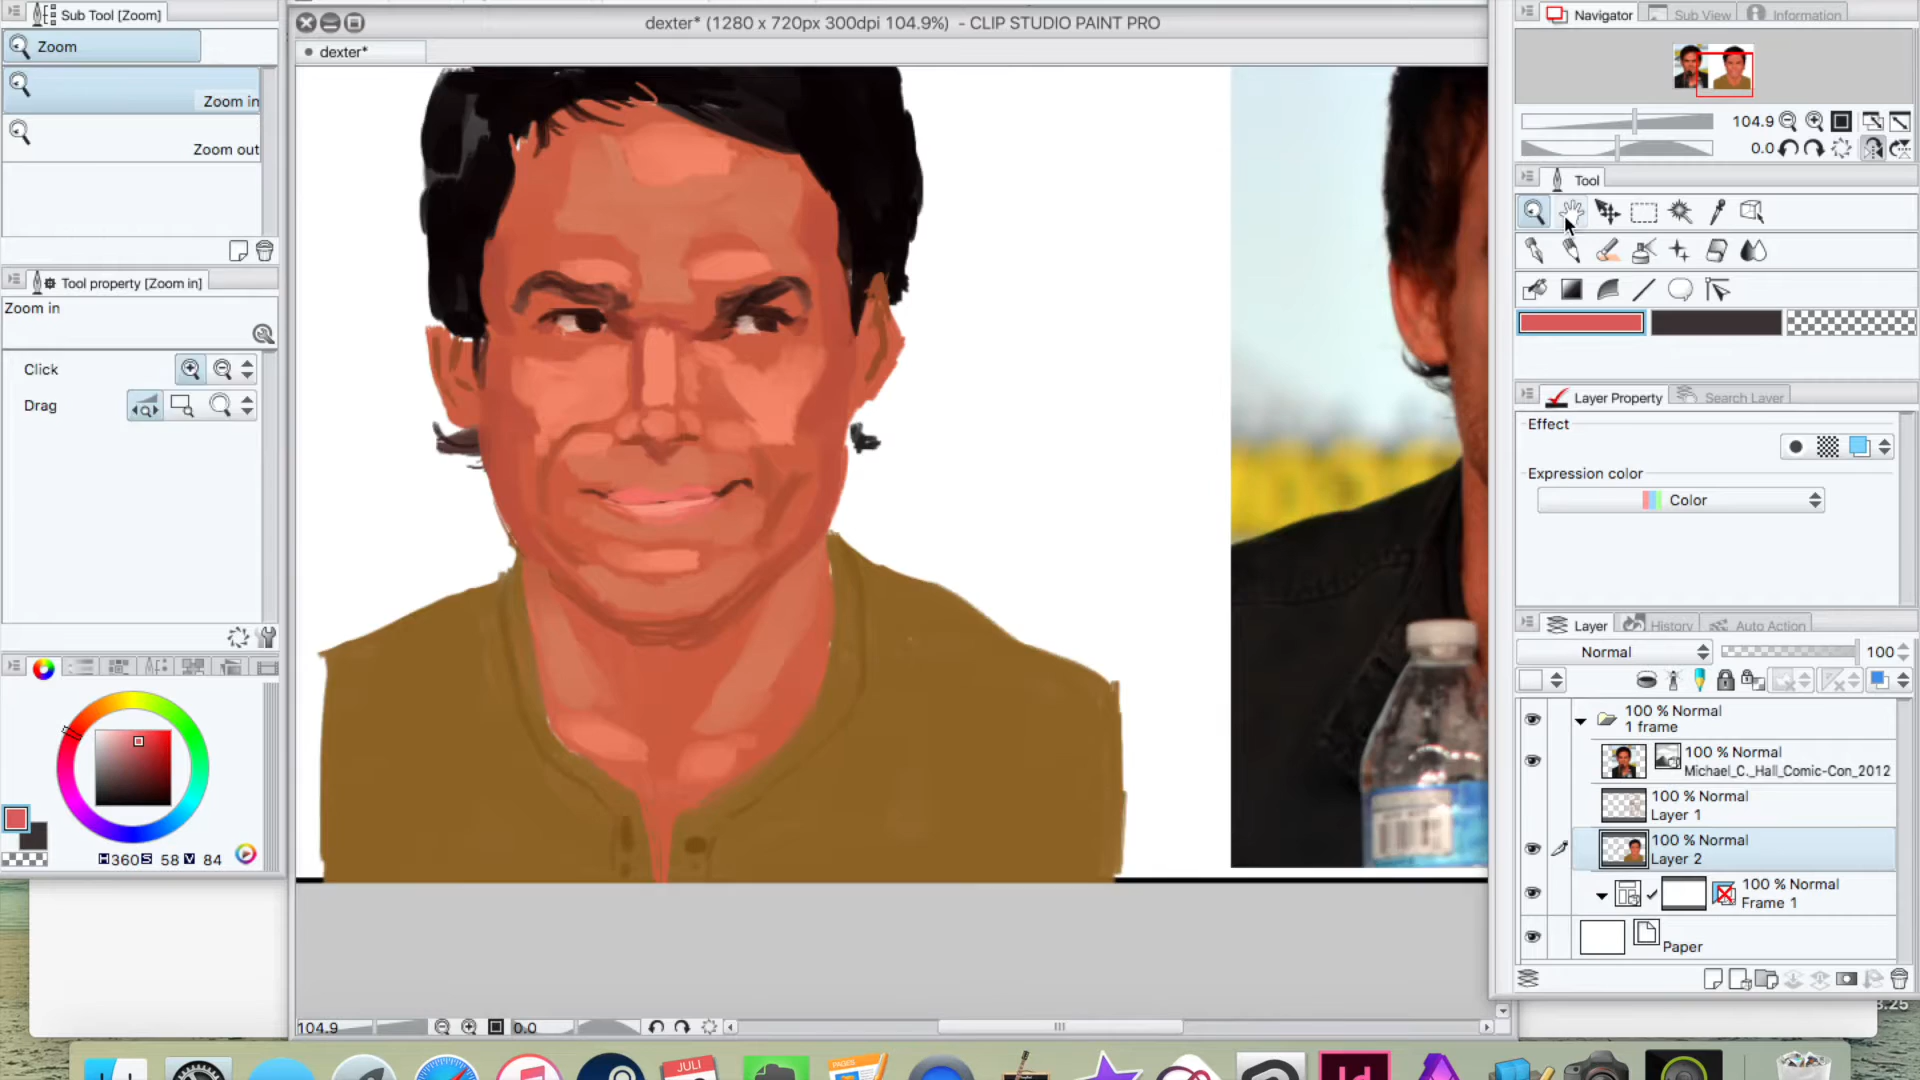 Sub Tool [Zoom]
Zoom
Zoom in
Zoom out
Tool property [Zoom in]
Zoom in
Click
Drag
H360 S 58 V 84
dexter* (1280 x 720px 300dpi 104.9%) - CLIP STUDIO PAINT PRO
dexter*
104.9
0.0
Navigator
Sub View
Information
104.9
0.0
Tool
Layer Property
Search Layer
Effect
Expression color
Color
Layer
History
Auto Action
Normal
100
100 % Normal
1 frame
100 % Normal
Michael_C._Hall_Comic-Con_2012
100 % Normal
Layer 1
100 % Normal
Layer 2
100 % Normal
Frame 1
Paper
JULI
PAGES
Id